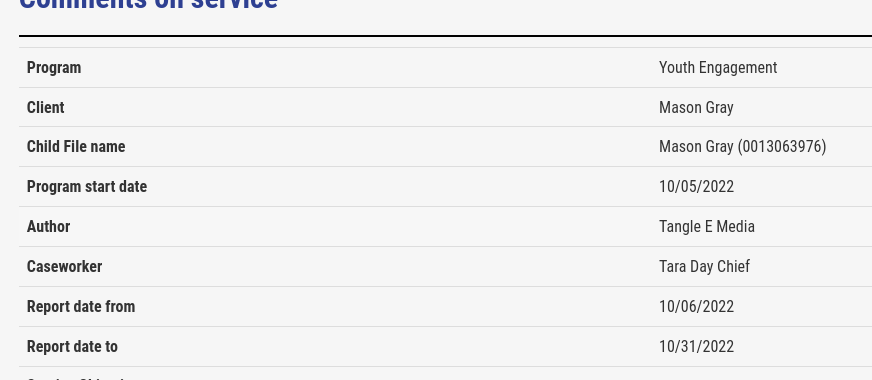 Comments on service
Program Youth Engagement
Client Mason Gray
Child File name Mason Gray (0013063976)
Program start date 10/05/2022
Author Tangle E Media
Caseworker Tara Day Chief
Report date from 10/06/2022
Report date to 10/31/2022